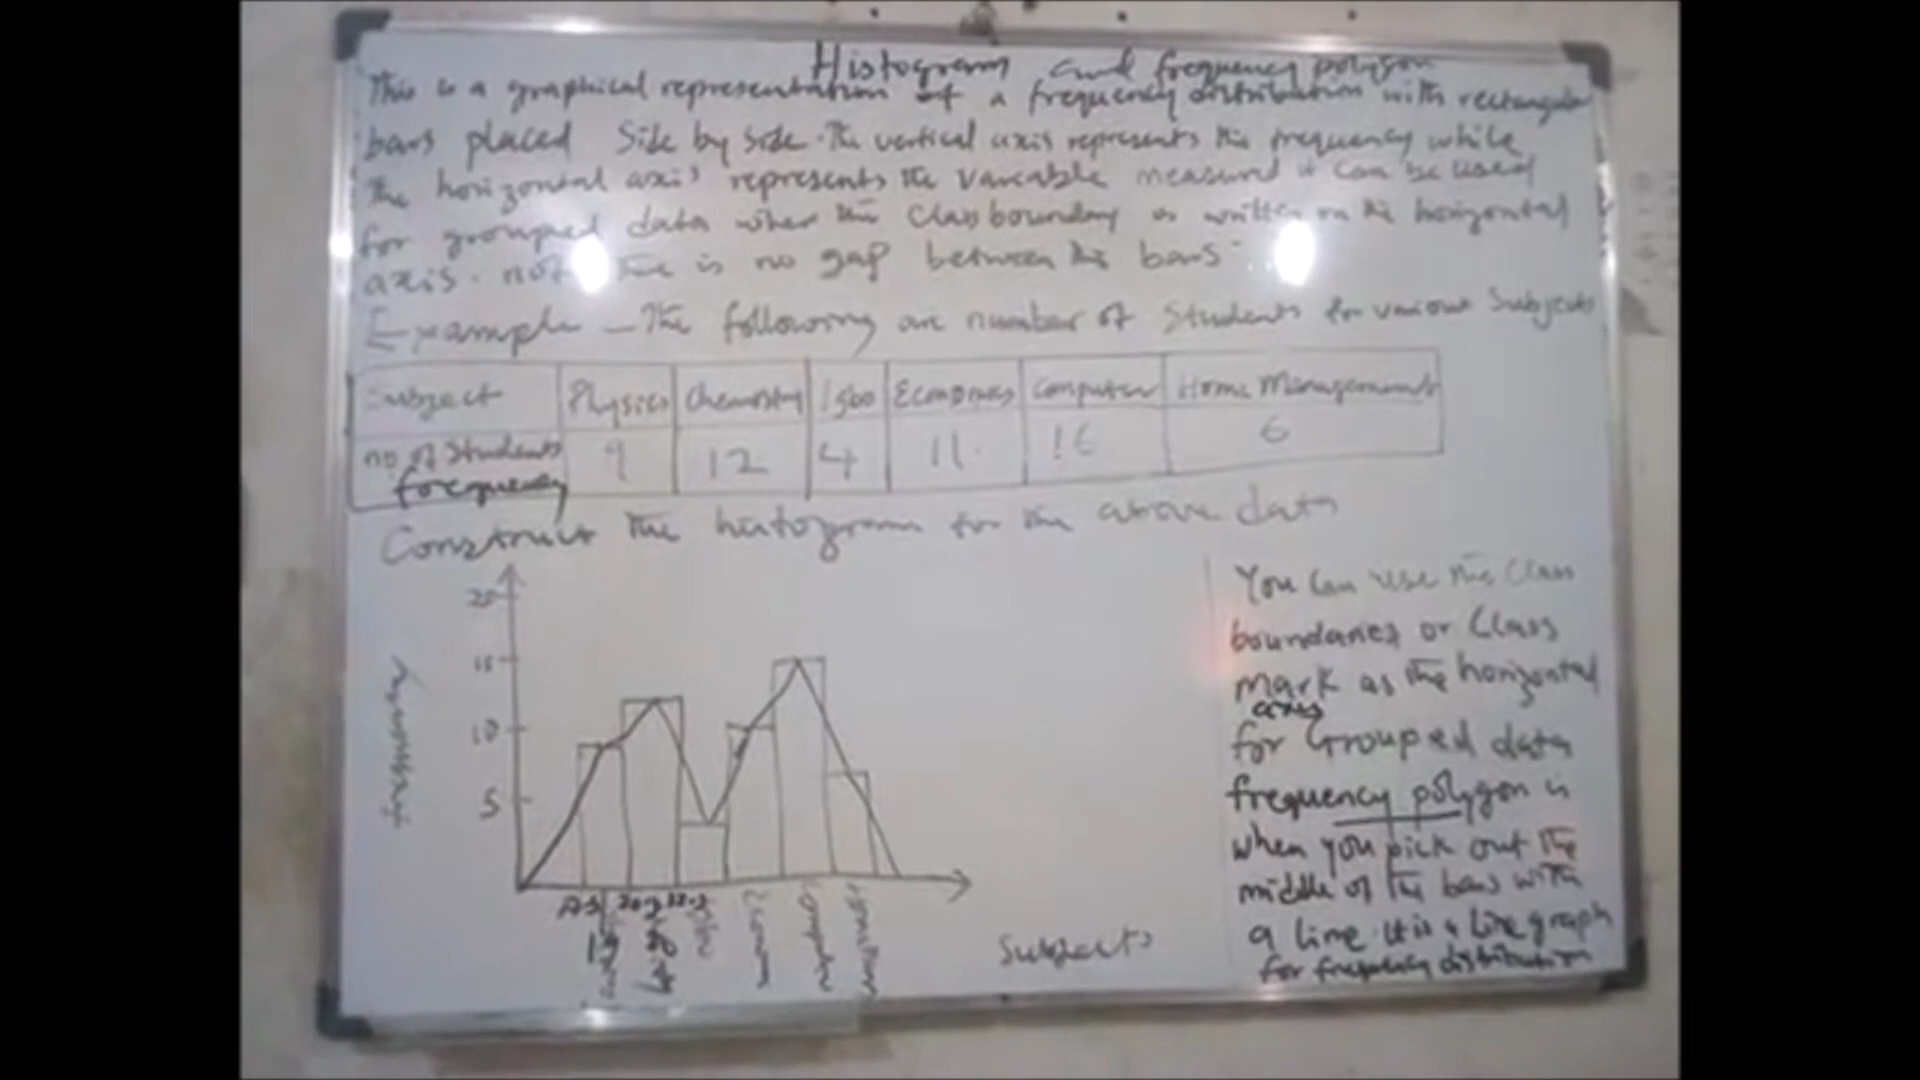 Histogram and frequency polygon
This is a graphical representation of a frequency distribution with rectangular
bars placed Side by side. The vertical axis represents the frequency while
the horizontal axis represents the variable measured it can be used
for grouped data where the Class boundary is written on the horizontal
axis. is no gap between the bars.
Example - The following are number of Students for various Subjects
Subject Physics Chemistry Igbo Economics Computer Home Managements
no of Students 9 12 4 11 16 6
frequency
Construct the histogram for the above data
20
15
10
5
Subjects
You Can use the Class
boundaries or Class
mark as the horizontal
axis
for Grouped data
frequency polygon is
when you pick out the
middle of the bars with
a line. It is a line graph
for frequency distribution